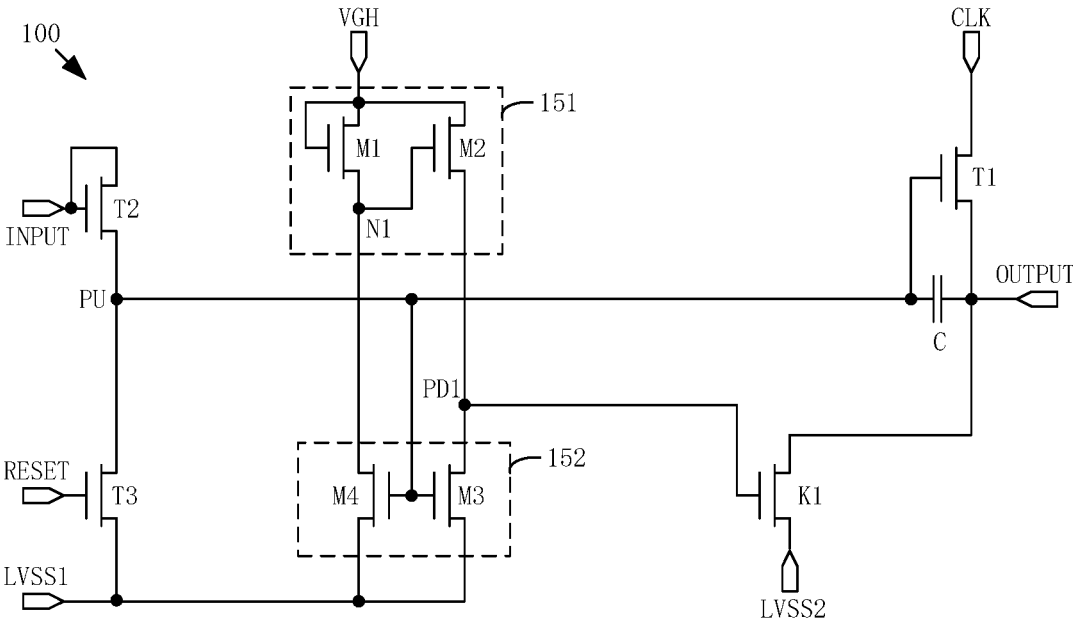 VGH
CLK
100
151
M1
M2
T1
T2
INPUT
N1
PU
OUTPUT
C
PD1
152
RESET
T3
M4
M3
K1
LVSS1
LVSS2